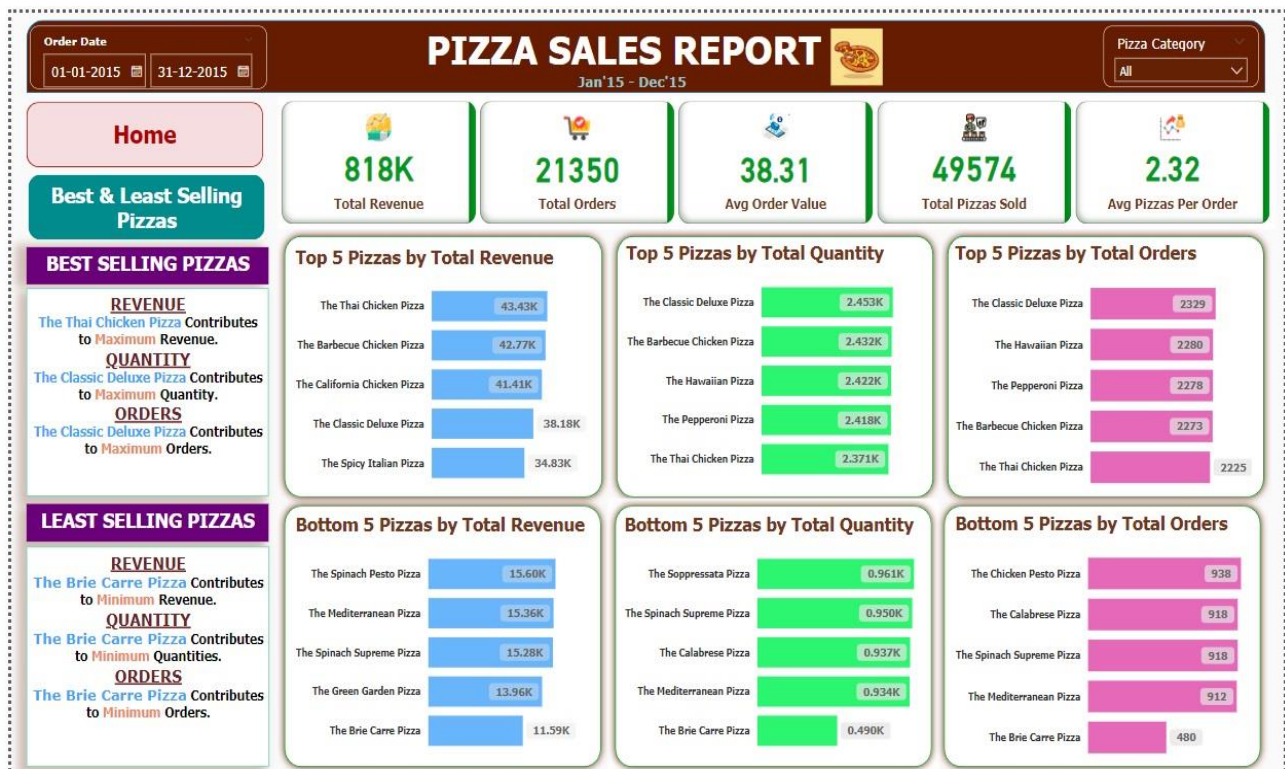 Order Date
01-01-2015
31-12-2015
PIZZA SALES REPORT
Jan'15 - Dec'15
Pizza Category
All
Home
Best & Least Selling
Pizzas
818K
Total Revenue
21350
Total Orders
38.31
Avg Order Value
49574
Total Pizzas Sold
2.32
Avg Pizzas Per Order
BEST SELLING PIZZAS
REVENUE
The Thai Chicken Pizza Contributes
to Maximum Revenue.
QUANTITY
The Classic Deluxe Pizza Contributes
to Maximum Quantity.
ORDERS
The Classic Deluxe Pizza Contributes
to Maximum Orders.
Top 5 Pizzas by Total Revenue
The Thai Chicken Pizza 43.43K
The Barbecue Chicken Pizza 42.77K
The California Chicken Pizza 41.41K
The Classic Deluxe Pizza 38.18K
The Spicy Italian Pizza 34.83K
Top 5 Pizzas by Total Quantity
The Classic Deluxe Pizza 2.453K
The Barbecue Chicken Pizza 2.432K
The Hawaiian Pizza 2.422K
The Pepperoni Pizza 2.418K
The Thai Chicken Pizza 2.371K
Top 5 Pizzas by Total Orders
The Classic Deluxe Pizza 2329
The Hawaiian Pizza 2280
The Pepperoni Pizza 2278
The Barbecue Chicken Pizza 2273
The Thai Chicken Pizza 2225
LEAST SELLING PIZZAS
REVENUE
The Brie Carre Pizza Contributes
to Minimum Revenue.
QUANTITY
The Brie Carre Pizza Contributes
to Minimum Quantities.
ORDERS
The Brie Carre Pizza Contributes
to Minimum Orders.
Bottom 5 Pizzas by Total Revenue
The Spinach Pesto Pizza 15.60K
The Mediterranean Pizza 15.36K
The Spinach Supreme Pizza 15.28K
The Green Garden Pizza 13.96K
The Brie Carre Pizza 11.59K
Bottom 5 Pizzas by Total Quantity
The Soppressata Pizza 0.961K
The Spinach Supreme Pizza 0.950K
The Calabrese Pizza 0.937K
The Mediterranean Pizza 0.934K
The Brie Carre Pizza 0.490K
Bottom 5 Pizzas by Total Orders
The Chicken Pesto Pizza 938
The Calabrese Pizza 918
The Spinach Supreme Pizza 918
The Mediterranean Pizza 912
The Brie Carre Pizza 480